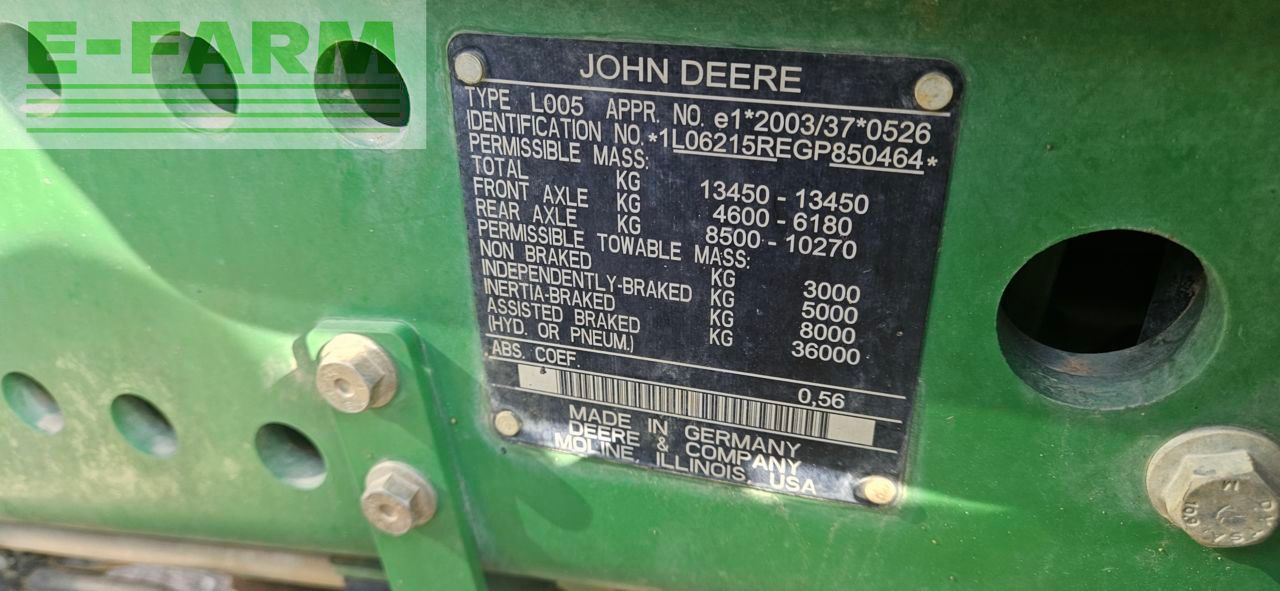 E-FARM
JOHN DEERE
TYPE L005 APPR. NO. e1*2003/37*0526
IDENTIFICATION NO. *1L06215REGP850464*
PERMISSIBLE MASS:
TOTAL KG 13450 - 13450
FRONT AXLE KG 4600 - 6180
REAR AXLE KG 8500 - 10270
PERMISSIBLE TOWABLE MASS:
NON BRAKED KG 3000
INDEPENDENTLY-BRAKED KG 5000
INERTIA-BRAKED KG 8000
ASSISTED BRAKED KG 36000
(HYD. OR PNEUM.)
ABS. COEF. 0,56
MADE IN GERMANY
DEERE & COMPANY
MOLINE, ILLINOIS, USA
10.9